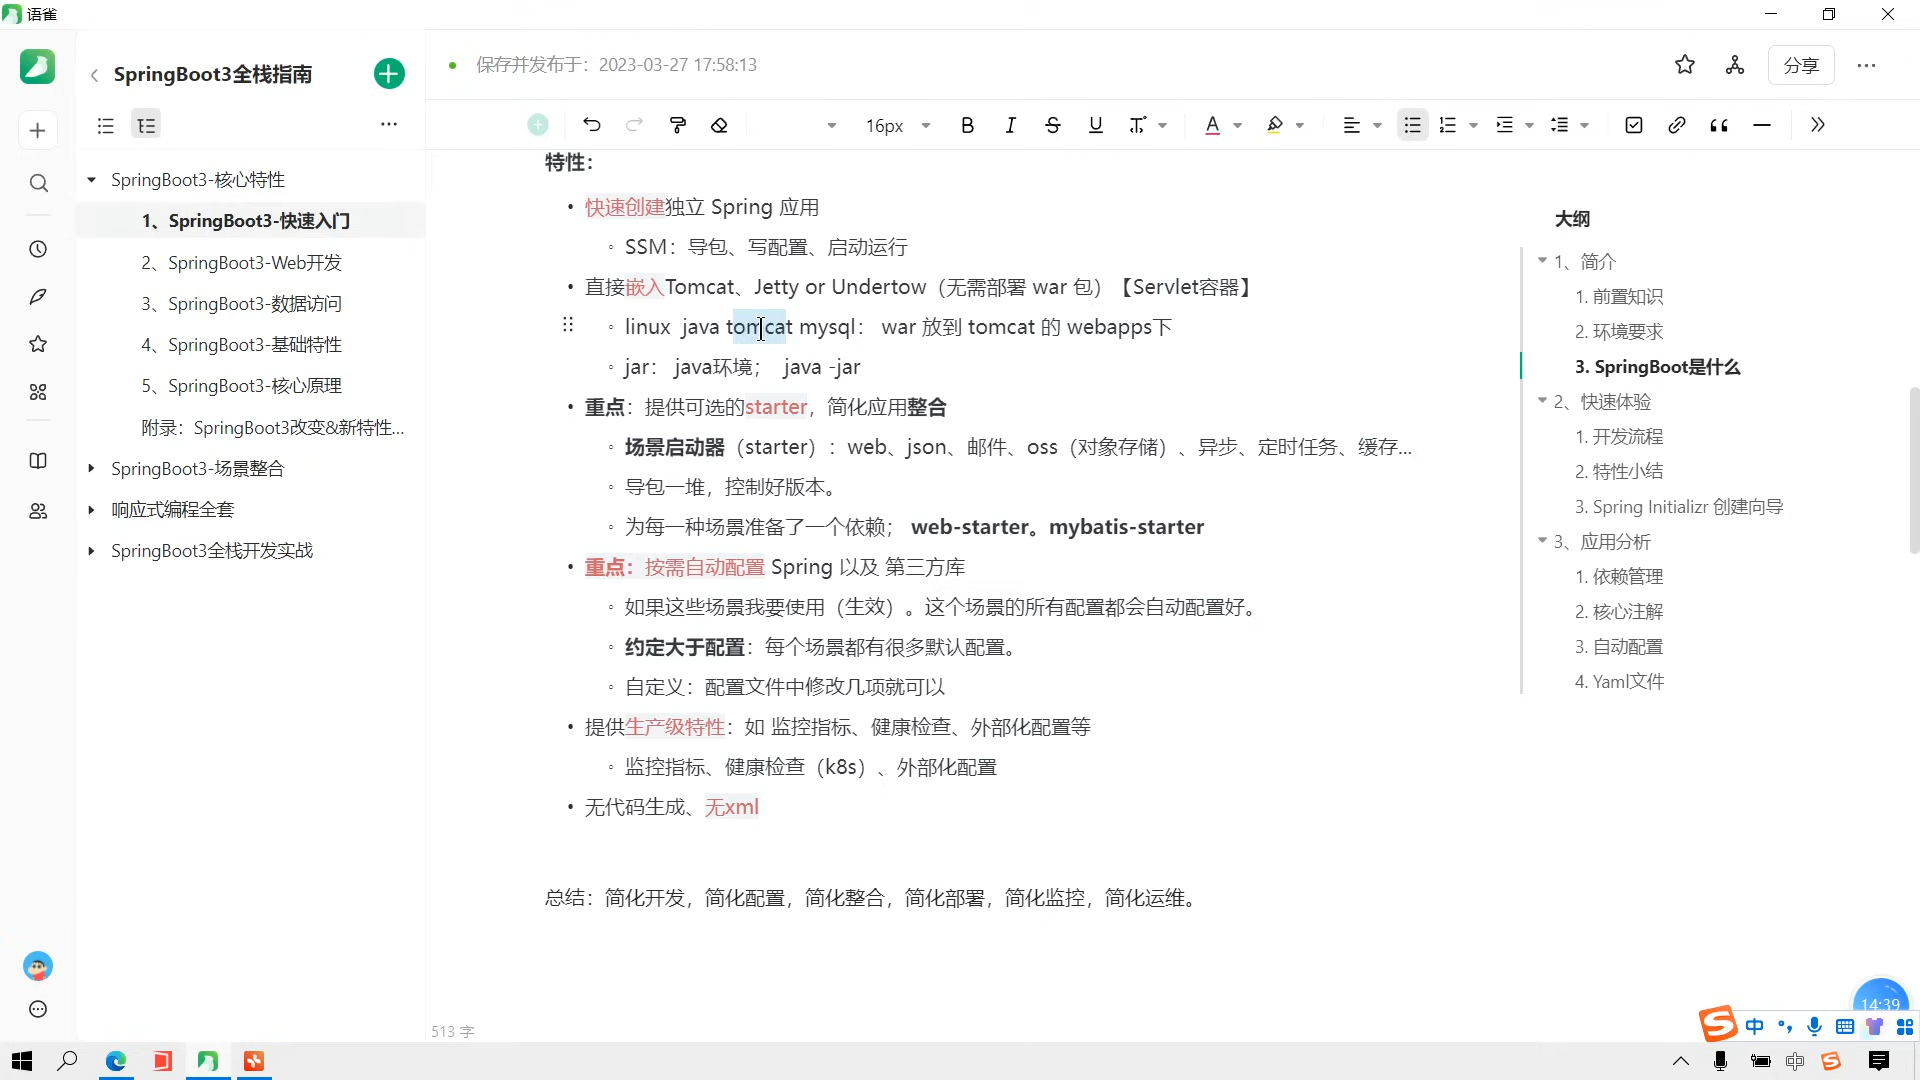 语雀
SpringBoot3全栈指南
保存并发布于：2023-03-27 17:58:13
分享
16px
SpringBoot3-核心特性
1、SpringBoot3-快速入门
2、SpringBoot3-Web开发
3、SpringBoot3-数据访问
4、SpringBoot3-基础特性
5、SpringBoot3-核心原理
附录：SpringBoot3改变&新特性...
SpringBoot3-场景整合
响应式编程全套
SpringBoot3全栈开发实战
特性：
• 快速创建独立 Spring 应用
◦ SSM：导包、写配置、启动运行
• 直接嵌入Tomcat、Jetty or Undertow（无需部署 war 包）【Servlet容器】
◦ linux java tomcat mysql： war 放到 tomcat 的 webapps下
◦ jar： java环境； java -jar
• 重点：提供可选的starter，简化应用整合
◦ 场景启动器（starter）：web、json、邮件、oss（对象存储）、异步、定时任务、缓存...
◦ 导包一堆，控制好版本。
◦ 为每一种场景准备了一个依赖； web-starter。mybatis-starter
• 重点：按需自动配置 Spring 以及 第三方库
◦ 如果这些场景我要使用（生效）。这个场景的所有配置都会自动配置好。
◦ 约定大于配置：每个场景都有很多默认配置。
◦ 自定义：配置文件中修改几项就可以
• 提供生产级特性：如 监控指标、健康检查、外部化配置等
◦ 监控指标、健康检查（k8s）、外部化配置
• 无代码生成、无xml
总结：简化开发，简化配置，简化整合，简化部署，简化监控，简化运维。
513 字
大纲
1、简介
1. 前置知识
2. 环境要求
3. SpringBoot是什么
2、快速体验
1. 开发流程
2. 特性小结
3. Spring Initializr 创建向导
3、应用分析
1. 依赖管理
2. 核心注解
3. 自动配置
4. Yaml文件
14:39
中
中